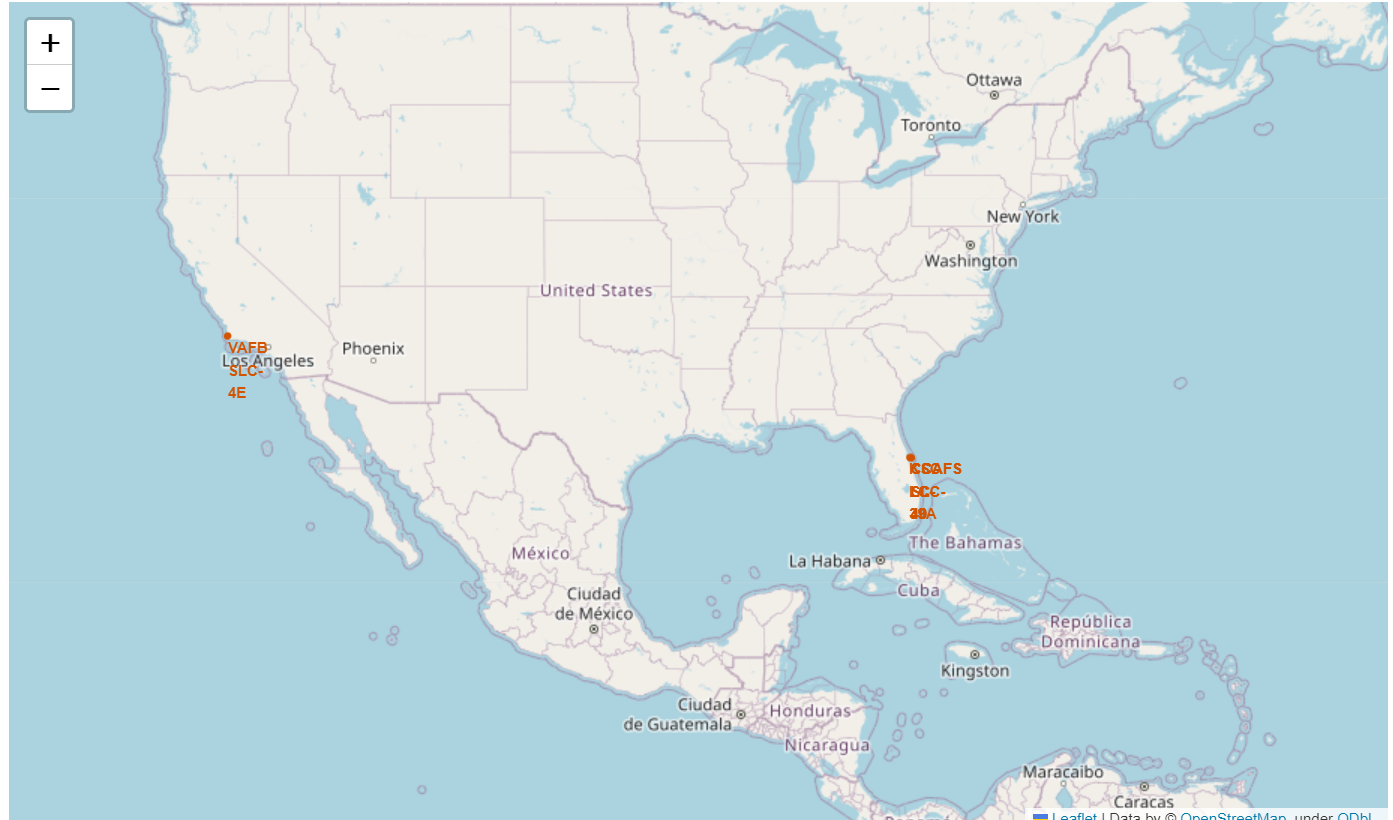 +
−
Ottawa
Toronto
New York
Washington
United States
VAFB
SLC-
4E
Los Angeles
Phoenix
The Bahamas
México
La Habana
Cuba
Ciudad
de México
República
Dominicana
Kingston
Ciudad
de Guatemala
Honduras
Nicaragua
Maracaibo
Caracas
Leaflet | Data by © OpenStreetMap, under ODbL.